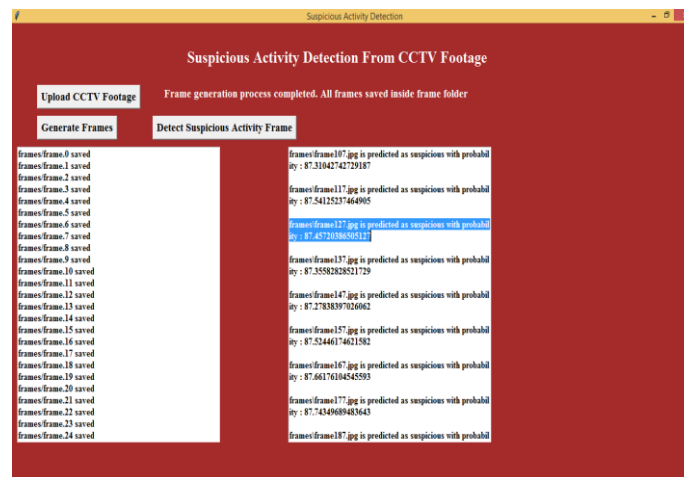 Suspicious Activity Detection
Suspicious Activity Detection From CCTV Footage
Upload CCTV Footage
Frame generation process completed. All frames saved inside frame folder
Generate Frames
Detect Suspicious Activity Frame
frames/frame.0 saved
frames/frame.1 saved
frames/frame.2 saved
frames/frame.3 saved
frames/frame.4 saved
frames/frame.5 saved
frames/frame.6 saved
frames/frame.7 saved
frames/frame.8 saved
frames/frame.9 saved
frames/frame.10 saved
frames/frame.11 saved
frames/frame.12 saved
frames/frame.13 saved
frames/frame.14 saved
frames/frame.15 saved
frames/frame.16 saved
frames/frame.17 saved
frames/frame.18 saved
frames/frame.19 saved
frames/frame.20 saved
frames/frame.21 saved
frames/frame.22 saved
frames/frame.23 saved
frames/frame.24 saved
frames\frame107.jpg is predicted as suspicious with probabil
ity : 87.31042742729187
frames\frame117.jpg is predicted as suspicious with probabil
ity : 87.54125237464905
frames\frame127.jpg is predicted as suspicious with probabil
ity : 87.45720386505127
frames\frame137.jpg is predicted as suspicious with probabil
ity : 87.35582828521729
frames\frame147.jpg is predicted as suspicious with probabil
ity : 87.27838397026062
frames\frame157.jpg is predicted as suspicious with probabil
ity : 87.52446174621582
frames\frame167.jpg is predicted as suspicious with probabil
ity : 87.66176104545593
frames\frame177.jpg is predicted as suspicious with probabil
ity : 87.74349689483643
frames\frame187.jpg is predicted as suspicious with probabil